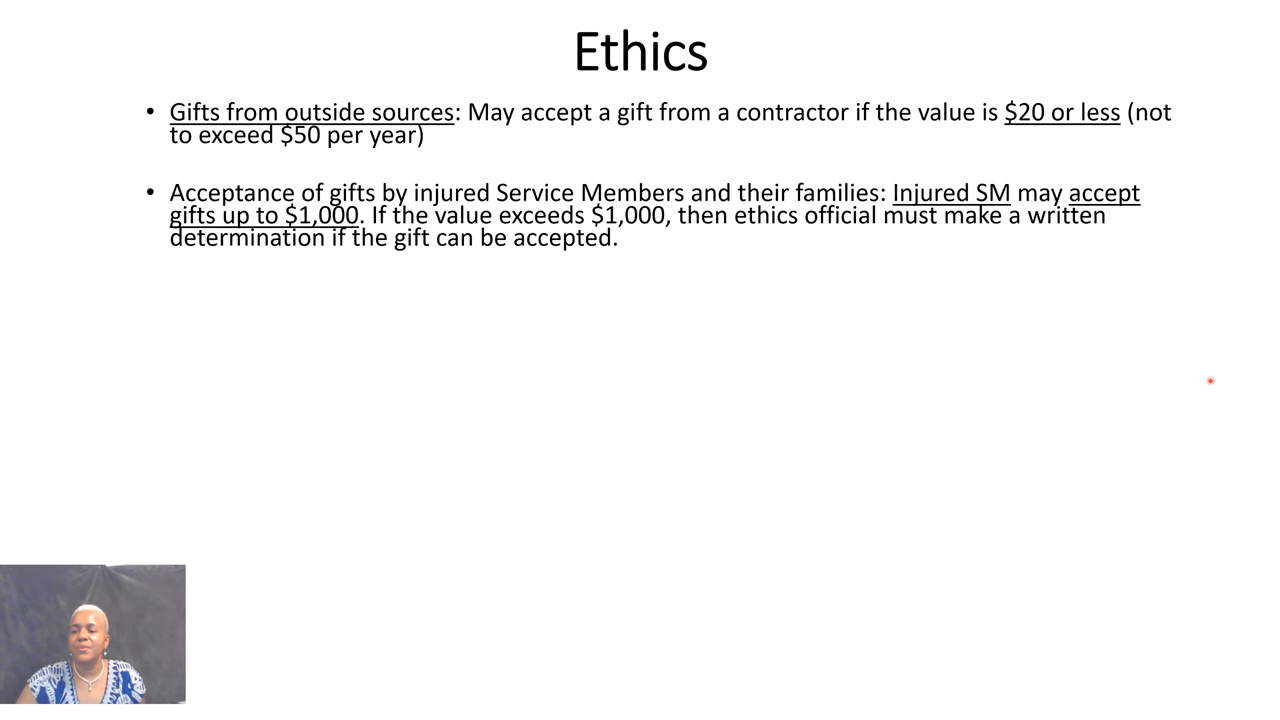 Ethics
• Gifts from outside sources: May accept a gift from a contractor if the value is $20 or less (not
to exceed $50 per year)
• Acceptance of gifts by injured Service Members and their families: Injured SM may accept
gifts up to $1,000. If the value exceeds $1,000, then ethics official must make a written
determination if the gift can be accepted.